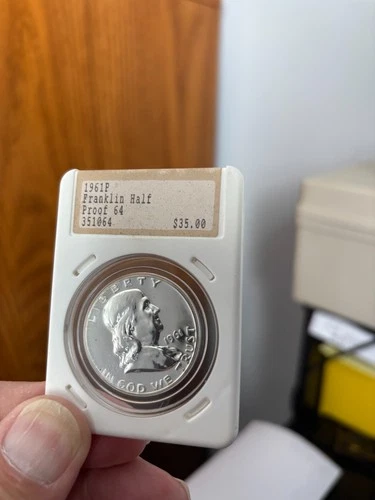 1961P
Franklin Half
Proof 64
351064 $35.00
LIBERTY
1961
IN GOD WE TRUST